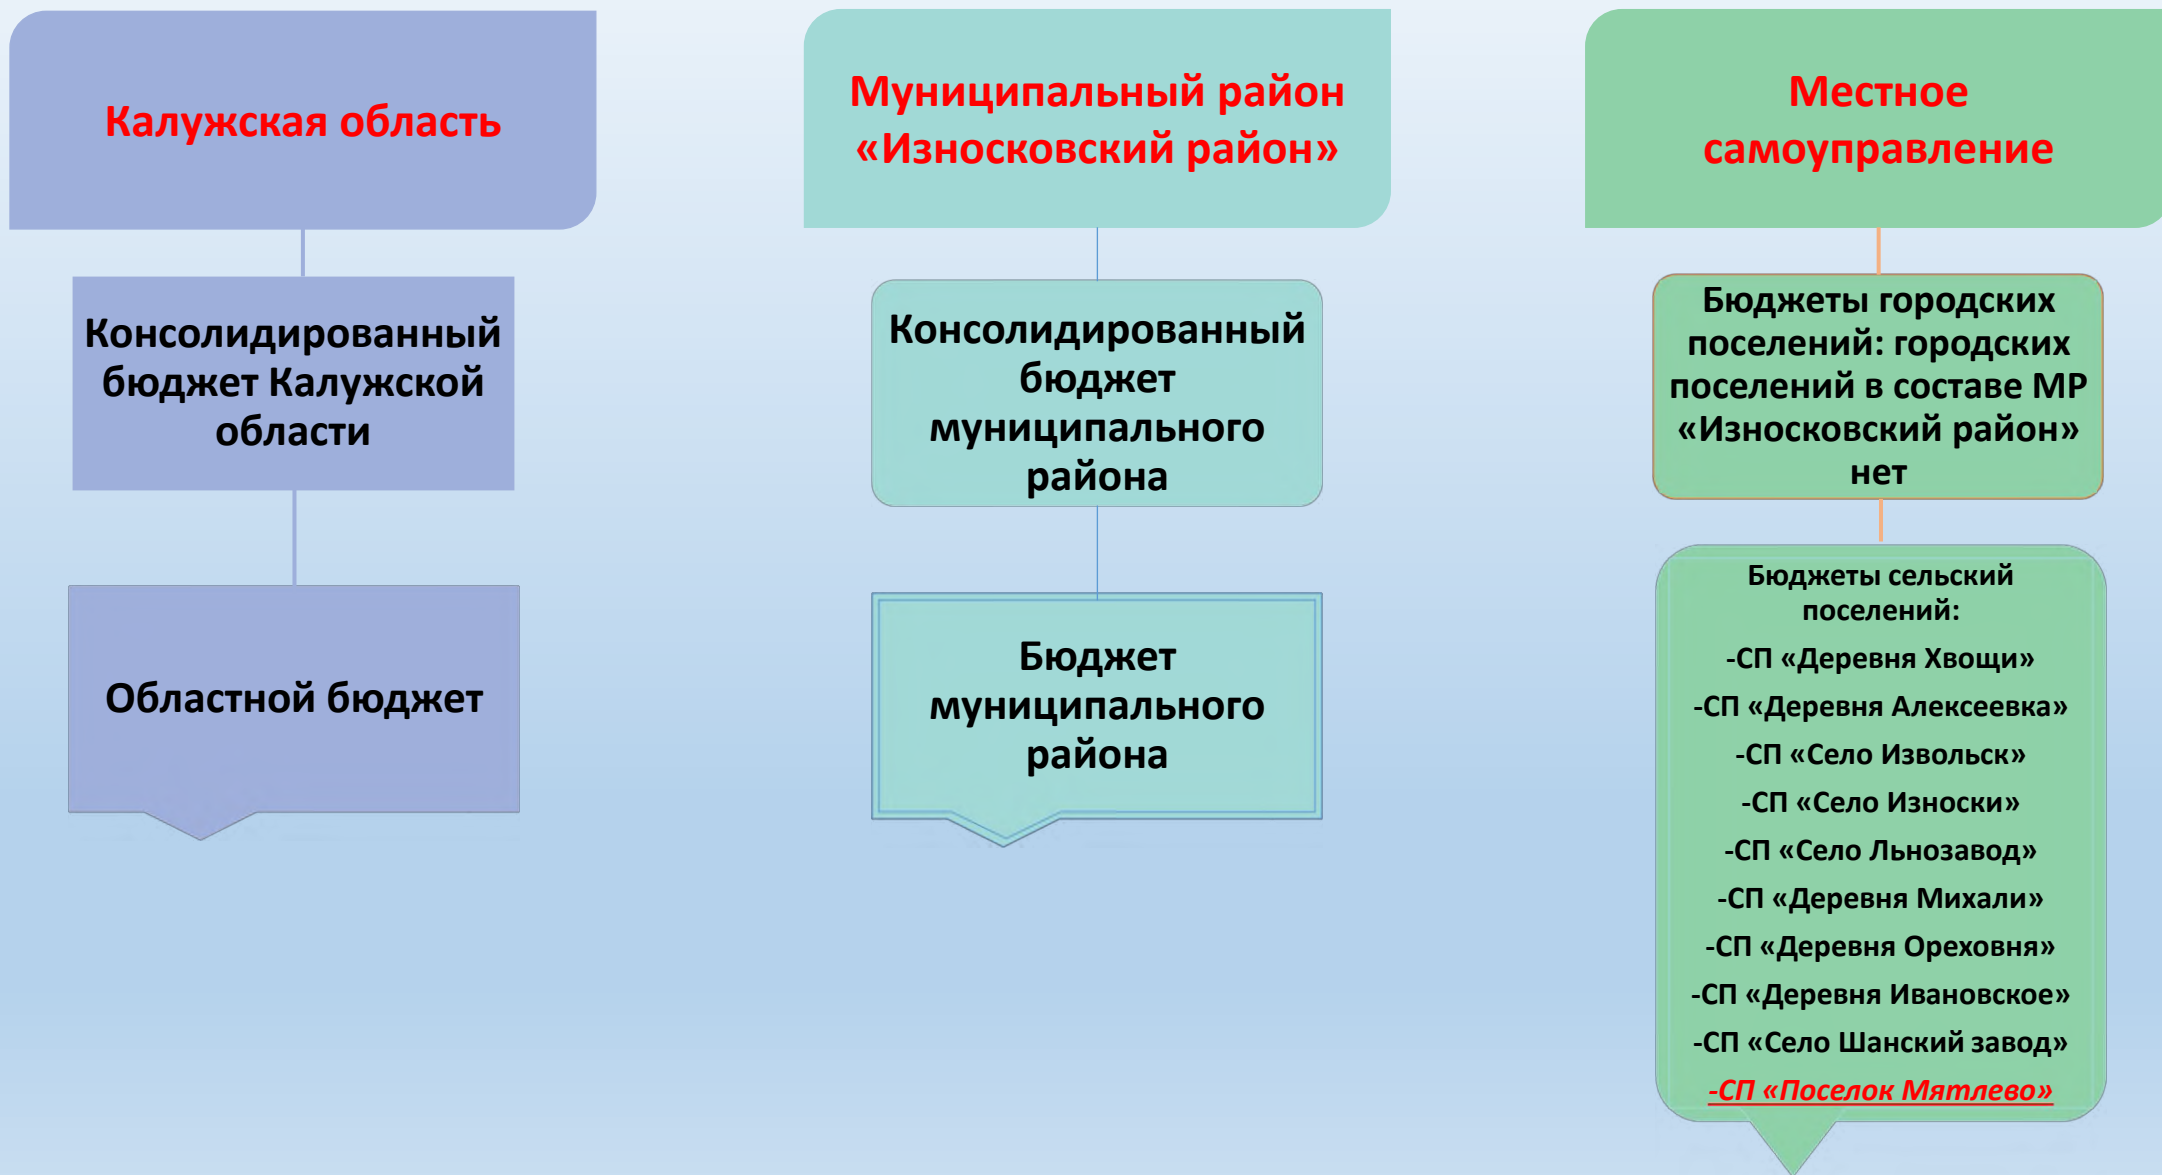 Калужская область
Консолидированный
бюджет Калужской
области
Областной бюджет
Муниципальный район
«Износковский район»
Консолидированный
бюджет
муниципального
района
Бюджет
муниципального
района
Местное
самоуправление
Бюджеты городских
поселений: городских
поселений в составе МР
«Износковский район»
нет
Бюджеты сельский
поселений:
-СП «Деревня Хвощи»
-СП «Деревня Алексеевка»
-СП «Село Извольск»
-СП «Село Износки»
-СП «Село Льнозавод»
-СП «Деревня Михали»
-СП «Деревня Ореховня»
-СП «Деревня Ивановское»
-СП «Село Шанский завод»
-СП «Поселок Мятлево»